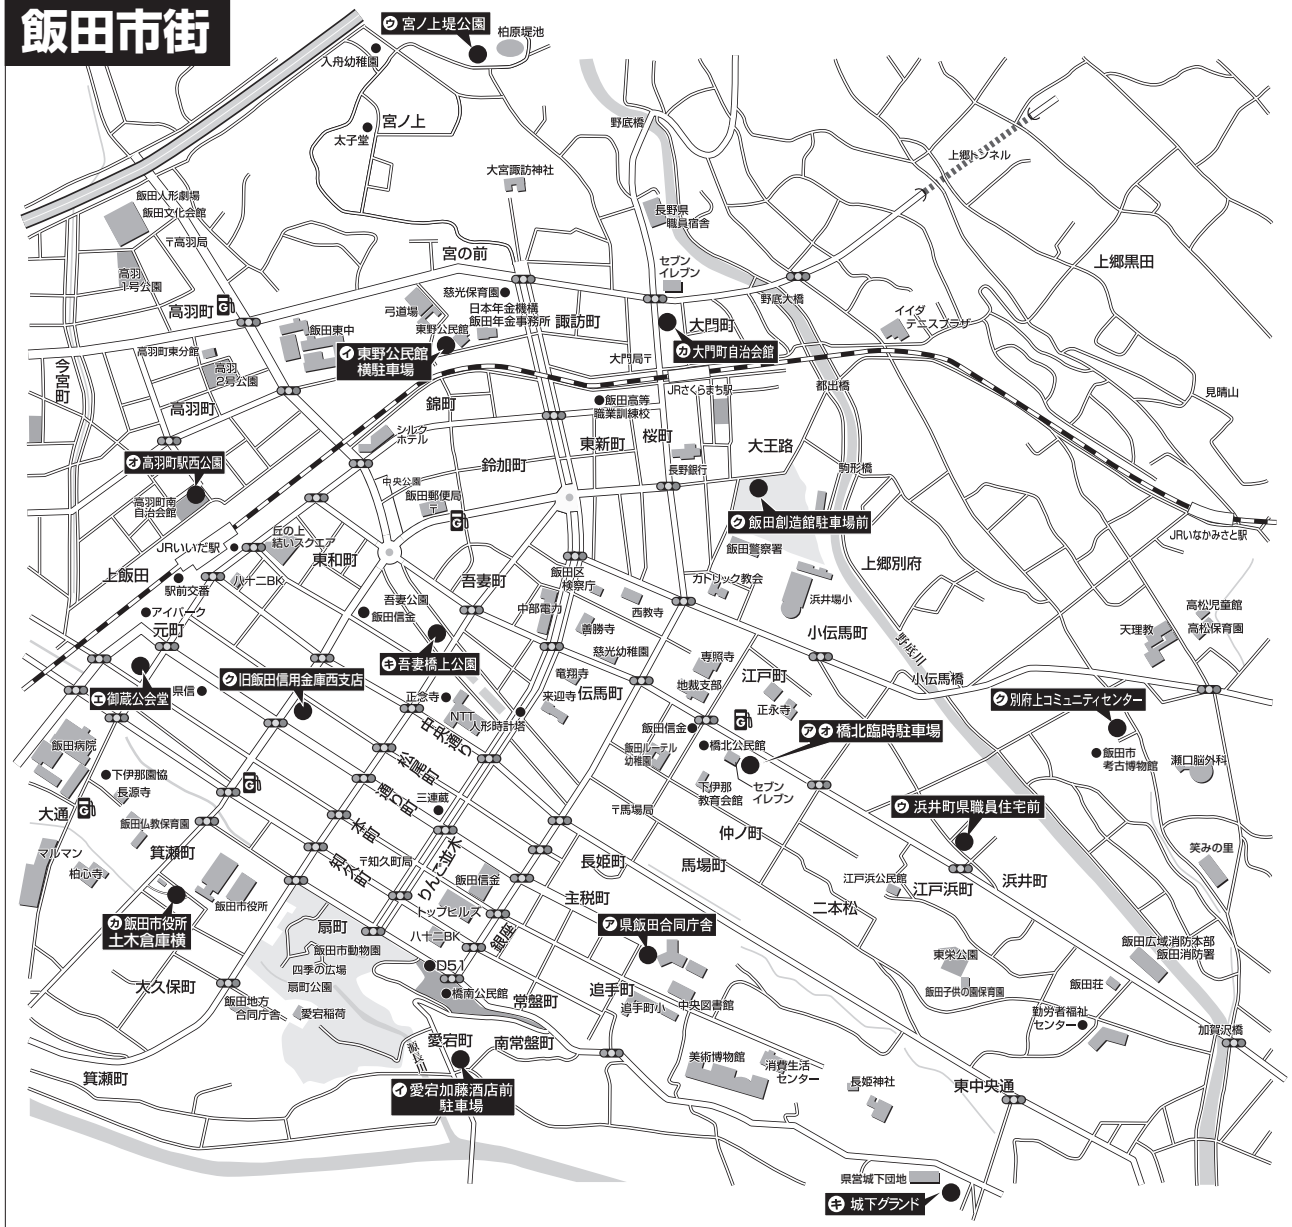 飯田市街
㋒宮ノ上堤公園
柏原堤池
入舟幼稚園
太子堂
宮ノ上
野底橋
大宮諏訪神社
上郷トンネル
飯田人形劇場
飯田文化会館
〒高羽局
高羽
1号公園
長野県
職員宿舎
宮の前
セブン
イレブン
上郷黒田
慈光保育園
野底大橋
高羽町
弓道場
日本年金機構
飯田年金事務所
諏訪町
大門町
イイダ
テニスプラザ
飯田東中
東野公民館
㋑東野公民館
横駐車場
㋕大門町自治会館
高羽町東分館
大門局〒
高羽
2号公園
今宮町
JRさくらまち駅
都出橋
見晴山
高羽町
錦町
飯田高等
職業訓練校
シルク
ホテル
東新町
桜町
大王路
㋔高羽町駅西公園
鈴加町
長野銀行
駒形橋
中央公園
飯田郵便局
〒
高羽町南
自治会館
㋗飯田創造館駐車場前
丘の上
結いスクエア
JRいいだ駅
JRいなかみさと駅
飯田警察署
東和町
上郷別府
上飯田
駅前交番
八十二BK
吾妻町
飯田区
検察庁
カトリック教会
浜井場小
吾妻公園
飯田信金
中部電力
西教寺
アイパーク
元町
善勝寺
高松児童館
高松保育園
天理教
小伝馬町
野底川
㋖吾妻橋上公園
慈光幼稚園
専照寺
㋗旧飯田信用金庫西支店
竜翔寺
江戸町
小伝馬橋
㋓御蔵公会堂
県信
正念寺
来迎寺
伝馬町
地裁支部
㋗別府上コミュニティセンター
NTT
人形時計塔
正永寺
飯田信金
㋐㋔橋北臨時駐車場
中央通り
飯田病院
飯田ルーテル
幼稚園
橋北公民館
飯田市
考古博物館
瀬口脳外科
松尾町
下伊那園協
長源寺
下伊那
教育会館
セブン
イレブン
通り町
三連蔵
大通
〒馬場局
㋒浜井町県職員住宅前
飯田仏教保育園
本町
仲ノ町
箕瀬町
マルマン
柏心寺
知久町
〒知久町局
りんご並木
長姫町
馬場町
笑みの里
飯田信金
江戸浜公民館
江戸浜町
浜井町
飯田市役所
主税町
二本松
㋕飯田市役所
土木倉庫横
トップヒルズ
㋐県飯田合同庁舎
扇町
八十二BK
銀座
飯田市動物園
飯田広域消防本部
飯田消防署
東栄公園
D51
四季の広場
扇町公園
大久保町
追手町
橋南公民館
常盤町
飯田子供の園保育園
飯田荘
飯田地方
合同庁舎
愛宕稲荷
追手町小
中央図書館
勤労者福祉
センター
加賀沢橋
愛宕町
南常盤町
源長川
美術博物館
消費生活
センター
箕瀬町
長姫神社
東中央通
㋑愛宕加藤酒店前
駐車場
県営城下団地
㋖城下グランド